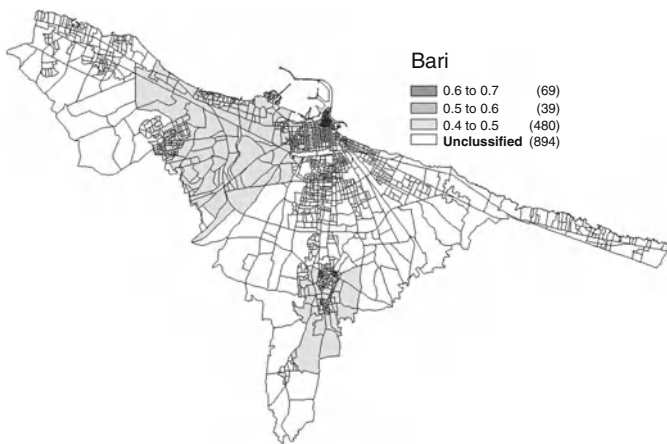 Bari
0.6 to 0.7 (69)
0.5 to 0.6 (39)
0.4 to 0.5 (480)
Unclassified (894)